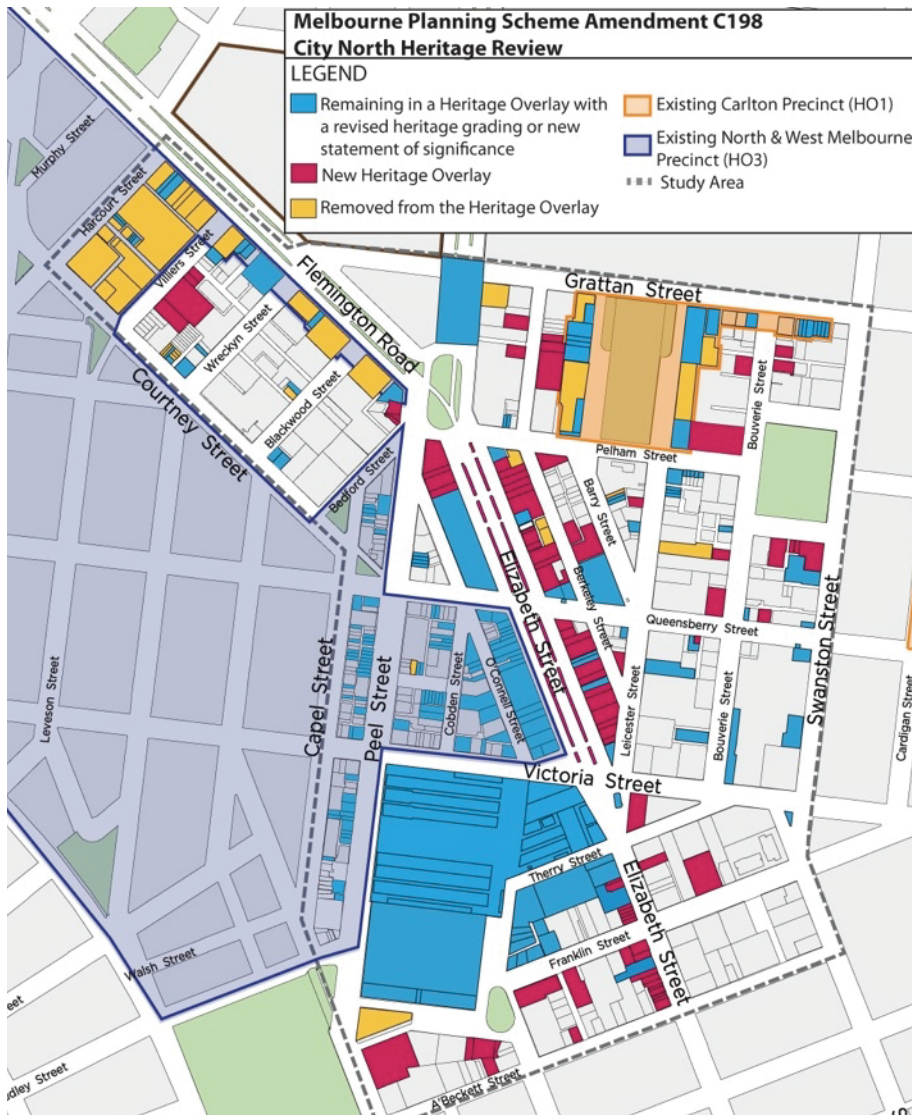 Melbourne Planning Scheme Amendment C198
City North Heritage Review
LEGEND
Remaining in a Heritage Overlay with
a revised heritage grading or new
statement of significance
New Heritage Overlay
Removed from the Heritage Overlay
Existing Carlton Precinct (HO1)
Existing North & West Melbourne
Precinct (HO3)
Study Area
Murphy Street
Harcourt Street
Villiers Street
Flemington Road
Grattan Street
Wreckyn Street
Courtney Street
Blackwood Street
Bouverie Street
Pelham Street
Bedford Street
Barry Street
Elizabeth Street
Berkeley Street
Queensberry Street
Swanston Street
Leveson Street
Capel Street
Peel Street
Cobden Street
O'Connell Street
Leicester Street
Bouverie Street
Cardigan Street
Victoria Street
Therry Street
Elizabeth Street
Franklin Street
Walsh Street
A'Beckett Street